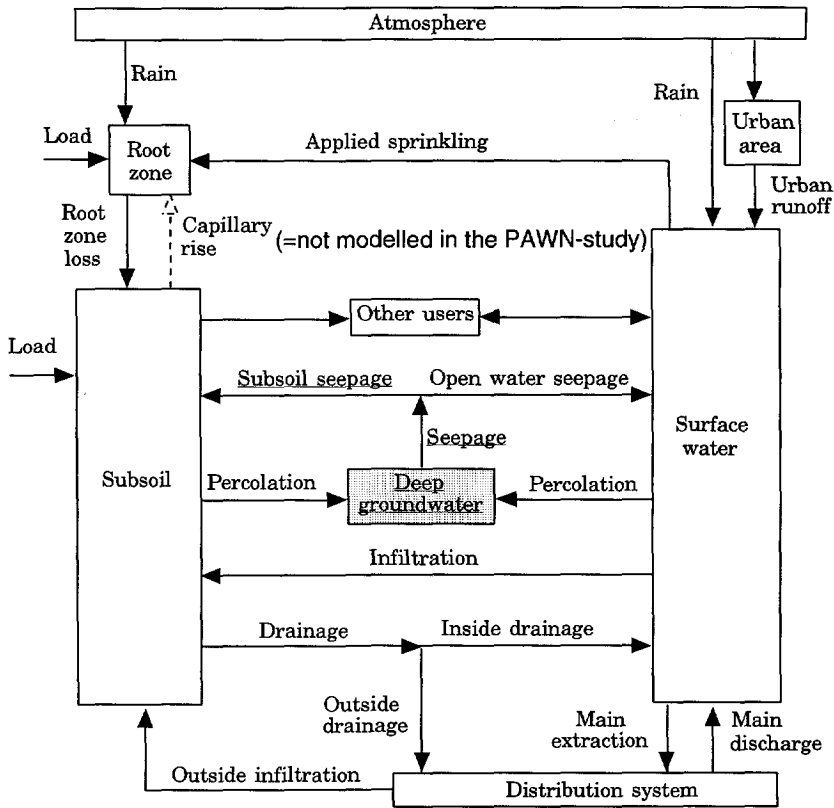 Atmosphere
Rain
Rain
Urban
area
Load
Root
zone
Applied sprinkling
Urban
runoff
Root
zone
loss
Capillary
rise
(=not modelled in the PAWN-study)
Other users
Load
Subsoil seepage
Open water seepage
Surface
water
Seepage
Subsoil
Percolation
Deep
groundwater
Percolation
Infiltration
Drainage
Inside drainage
Outside
drainage
Main
extraction
Main
discharge
Outside infiltration
Distribution system